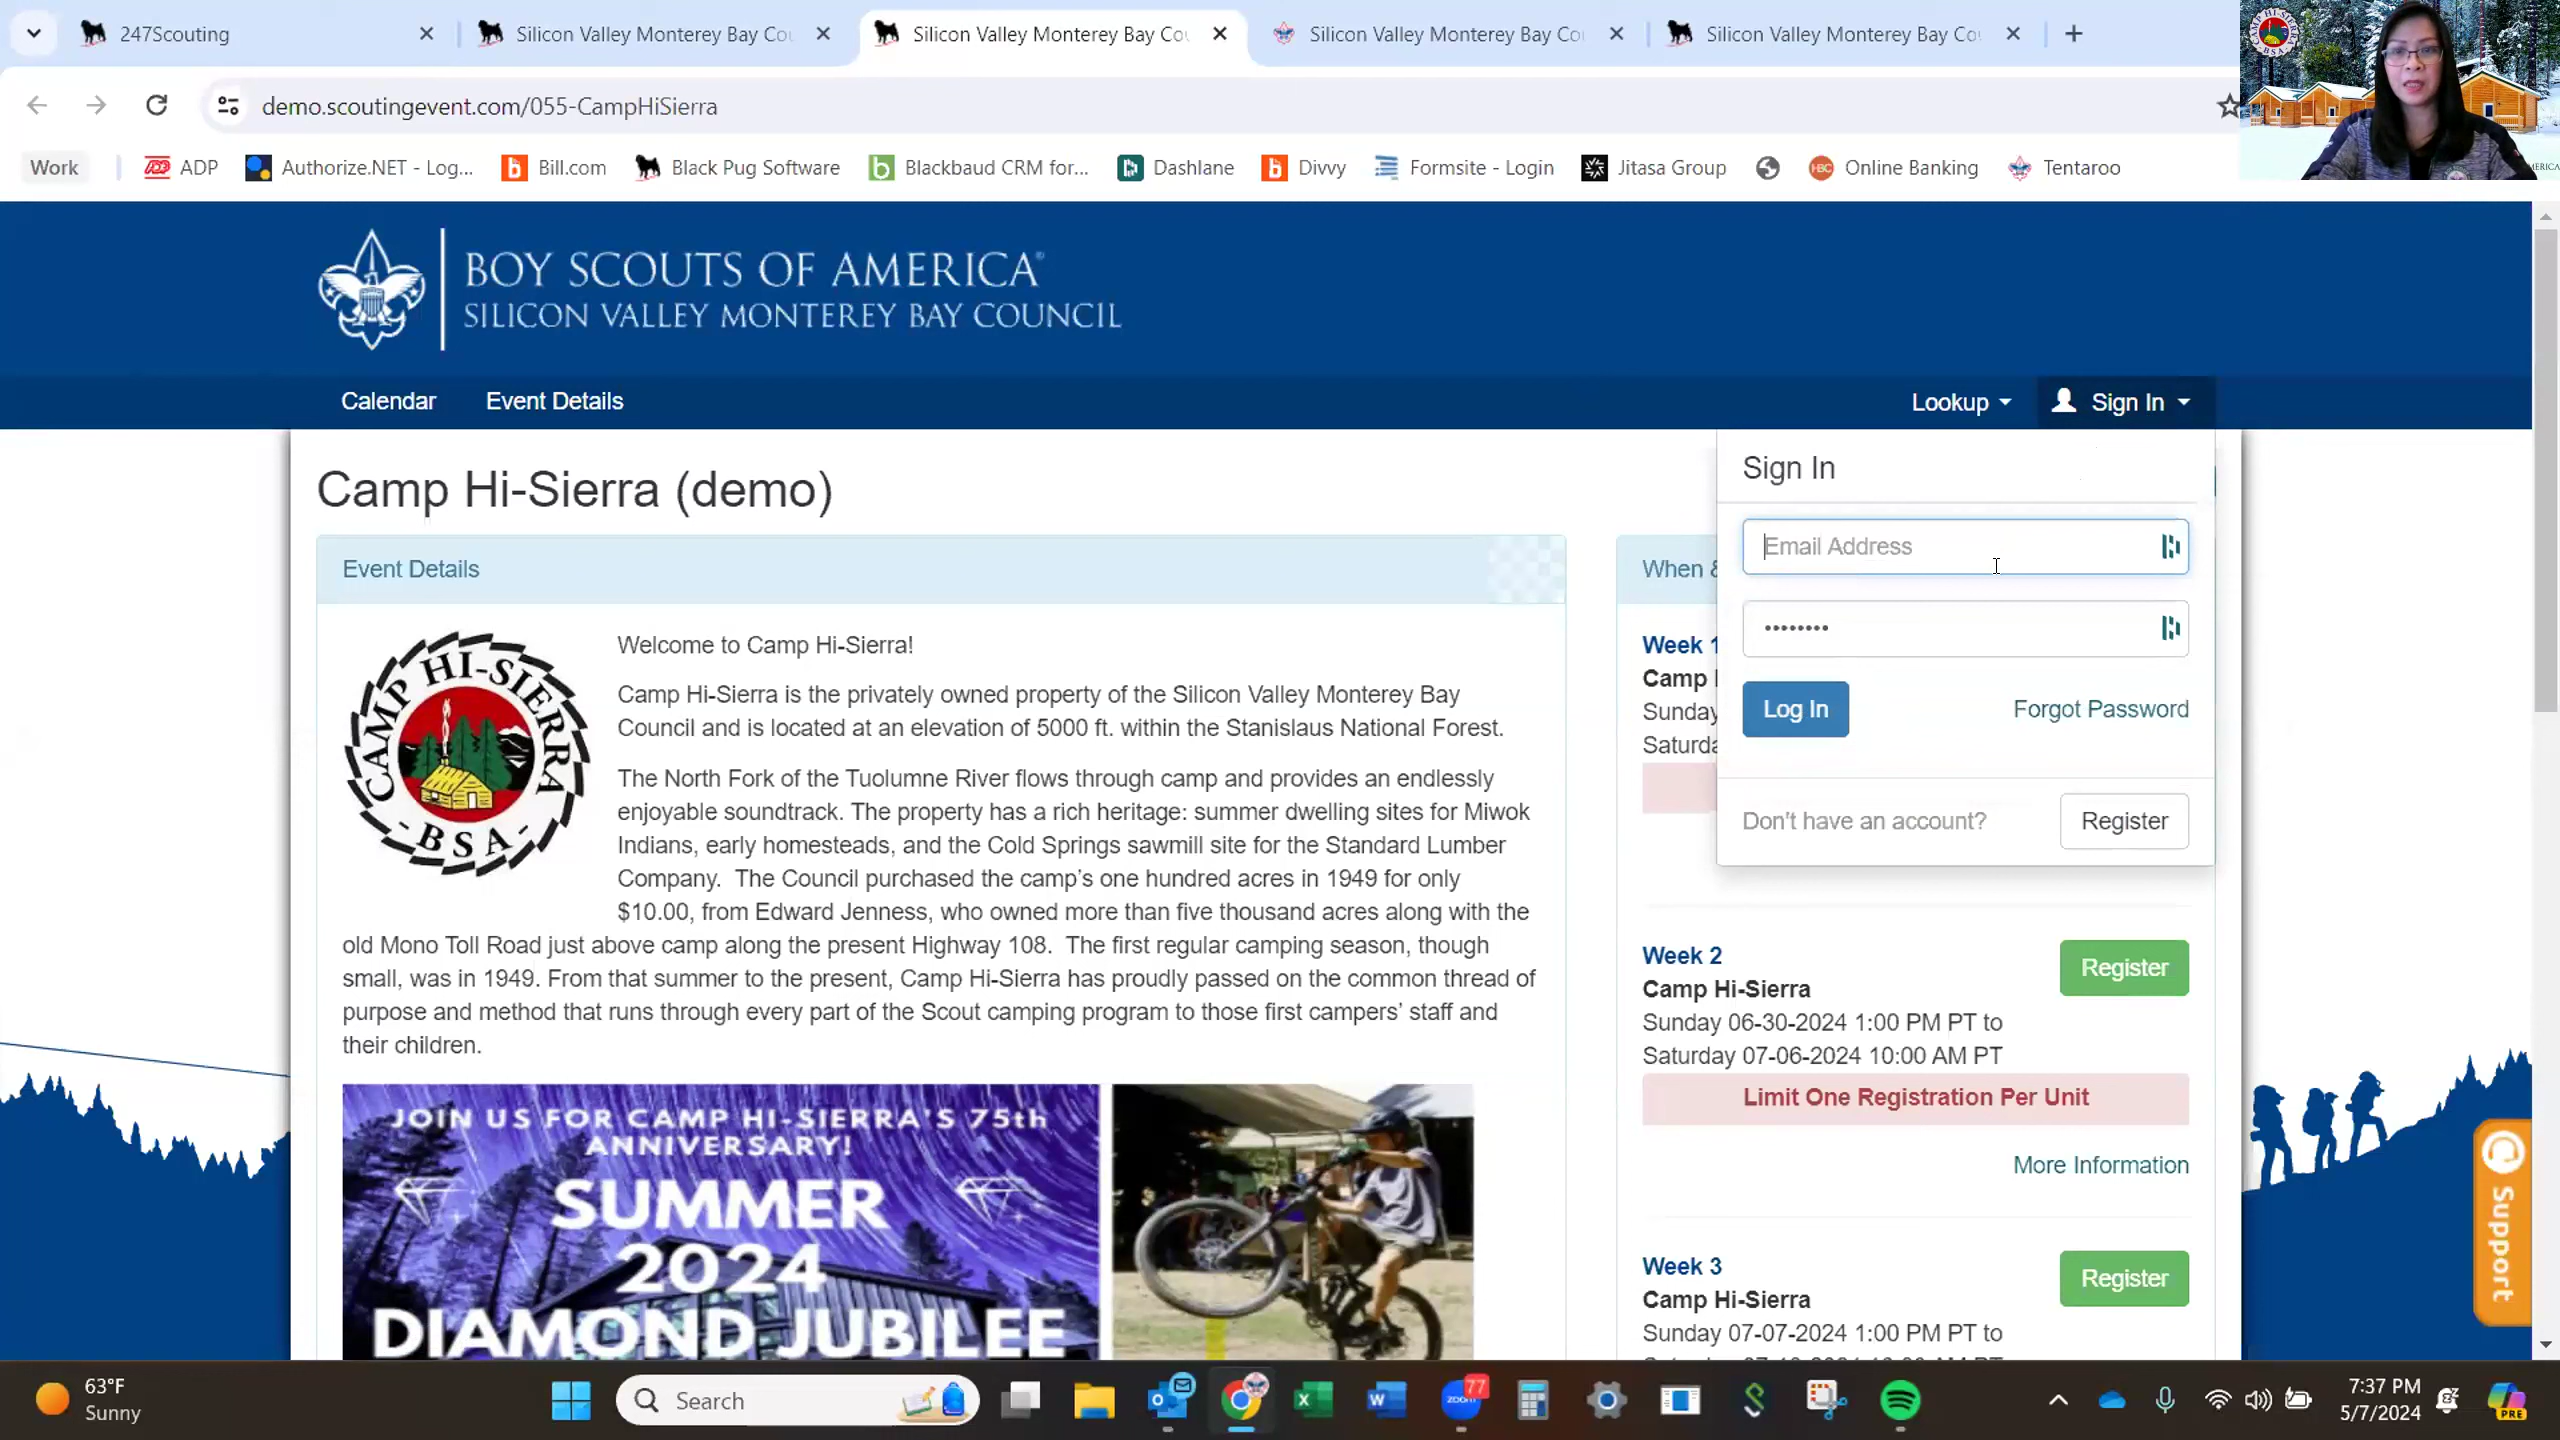 247Scouting
Silicon Valley Monterey Bay Cou
Silicon Valley Monterey Bay Cou
Silicon Valley Monterey Bay Co
Silicon Valley Monterey Bay Co
demo.scoutingevent.com/055-CampHiSierra
Work
ADP
Authorize.NET - Log...
Bill.com
Black Pug Software
Blackbaud CRM for...
Dashlane
Divvy
Formsite - Login
Jitasa Group
HBC
Online Banking
Tentaroo
CAMP HI-SIERRA
BSA
BOY SCOUTS OF AMERICA®
SILICON VALLEY MONTEREY BAY COUNCIL
Calendar
Event Details
Lookup
Sign In
Camp Hi-Sierra (demo)
Event Details
CAMP HI-SIERRA
- BSA -
Welcome to Camp Hi-Sierra!
Camp Hi-Sierra is the privately owned property of the Silicon Valley Monterey Bay
Council and is located at an elevation of 5000 ft. within the Stanislaus National Forest.
The North Fork of the Tuolumne River flows through camp and provides an endlessly
enjoyable soundtrack. The property has a rich heritage: summer dwelling sites for Miwok
Indians, early homesteads, and the Cold Springs sawmill site for the Standard Lumber
Company.  The Council purchased the camp's one hundred acres in 1949 for only
$10.00, from Edward Jenness, who owned more than five thousand acres along with the
old Mono Toll Road just above camp along the present Highway 108.  The first regular camping season, though
small, was in 1949. From that summer to the present, Camp Hi-Sierra has proudly passed on the common thread of
purpose and method that runs through every part of the Scout camping program to those first campers' staff and
their children.
JOIN US FOR CAMP HI-SIERRA'S 75th
ANNIVERSARY!
SUMMER
2024
DIAMOND JUBILEE
Sign In
Email Address
••••••••
Log In
Forgot Password
Don't have an account?
Register
When &
Week 1
Camp
Sunday
Saturda
Week 2
Register
Camp Hi-Sierra
Sunday 06-30-2024 1:00 PM PT to
Saturday 07-06-2024 10:00 AM PT
Limit One Registration Per Unit
More Information
Week 3
Register
Camp Hi-Sierra
Sunday 07-07-2024 1:00 PM PT to
Support
63°F
Sunny
Search
77
zoom
PRE
7:37 PM
5/7/2024